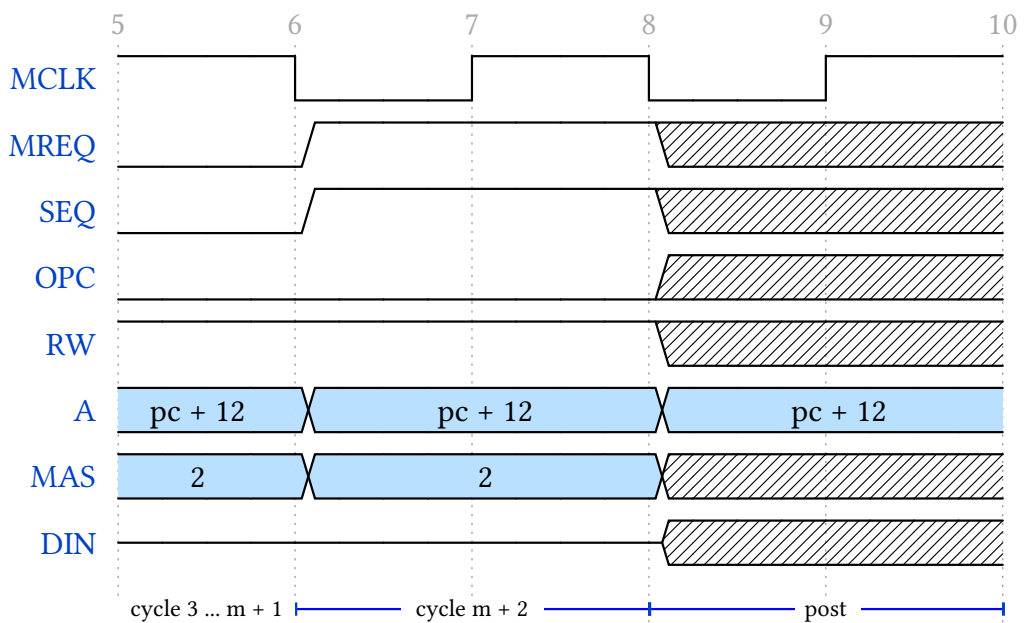 5 6 7 8 9 10
MCLK
MREQ
SEQ
OPC
RW
A pc + 12 pc + 12 pc + 12
MAS 2 2
DIN
cycle 3 ... m + 1 cycle m + 2 post